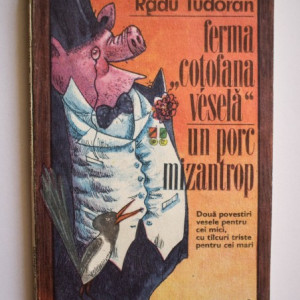 Radu Tudoran
ferma
„coțofana
veselă“
un porc
mizantrop
Două povestiri
vesele pentru
cei mici,
cu tîlcuri triste
pentru cei mari